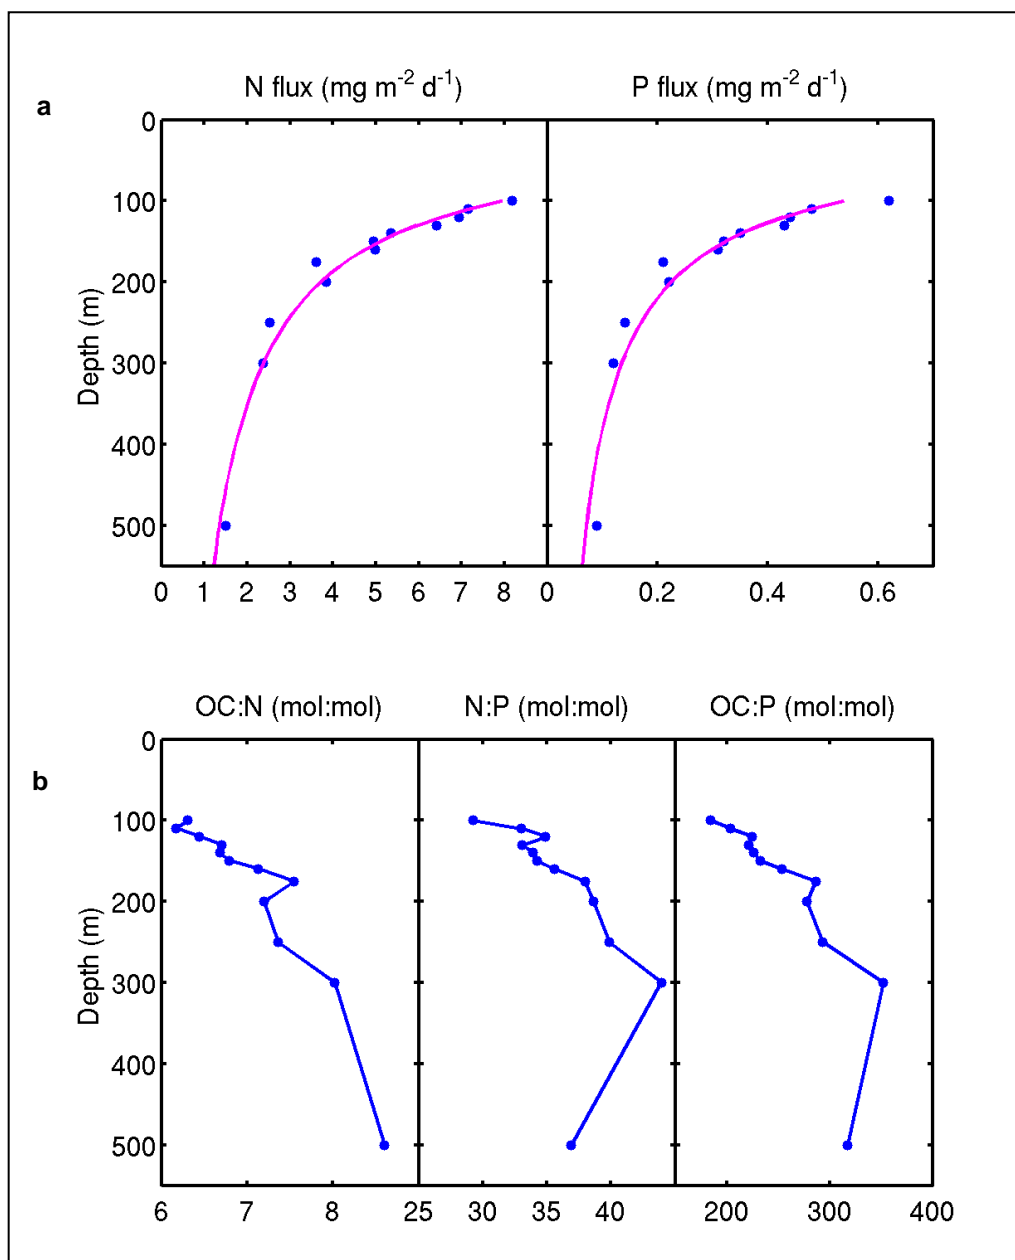 a
N flux (mg m⁻² d⁻¹) P flux (mg m⁻² d⁻¹)
0
100
200
300
400
500
Depth (m)
0 1 2 3 4 5 6 7 8 0 0.2 0.4 0.6
b
OC:N (mol:mol) N:P (mol:mol) OC:P (mol:mol)
0
100
200
300
400
500
Depth (m)
6 7 8 25 30 35 40 200 300 400